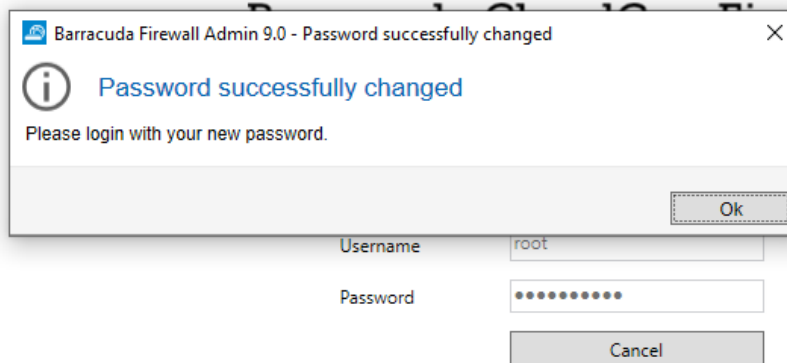 Barracuda Firewall Admin 9.0 - Password successfully changed
Password successfully changed
Please login with your new password.
Ok
Username
root
Password
Cancel